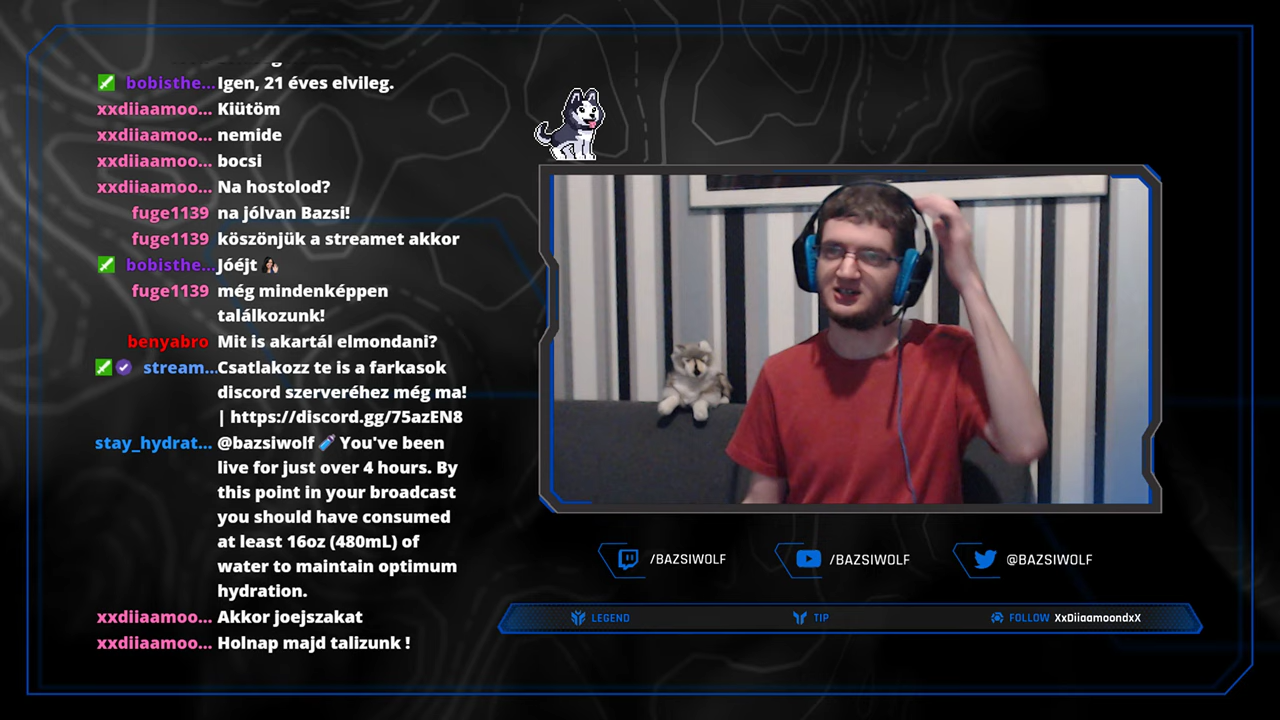 bobisthe... Igen, 21 éves elvileg.
xxdiiaamoo... Kiütöm
xxdiiaamoo... nemide
xxdiiaamoo... bocsi
xxdiiaamoo... Na hostolod?
fuge1139 na jólvan Bazsi!
fuge1139 köszönjük a streamet akkor
bobisthe... Jóéjt
fuge1139 még mindenképpen
találkozunk!
benyabro Mit is akartál elmondani?
stream... Csatlakozz te is a farkasok
discord szerveréhez még ma!
| https://discord.gg/75azEN8
stay_hydrat... @bazsiwolf You've been
live for just over 4 hours. By
this point in your broadcast
you should have consumed
at least 16oz (480mL) of
water to maintain optimum
hydration.
xxdiiaamoo... Akkor joejszakat
xxdiiaamoo... Holnap majd talizunk !
/BAZSIWOLF /BAZSIWOLF @BAZSIWOLF
LEGEND TIP FOLLOW XxDiiaamoondxX